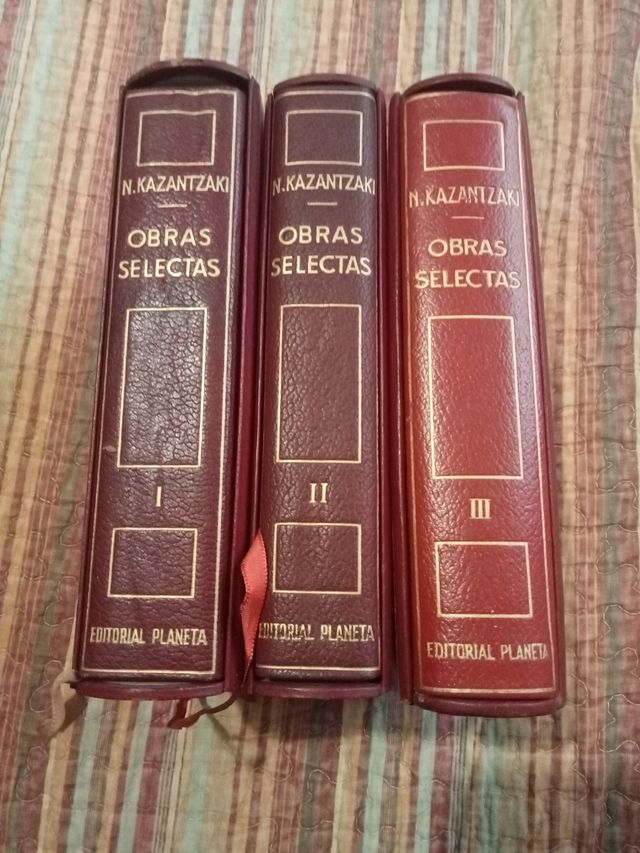 N.KAZANTZAKI
OBRAS
SELECTAS
I
EDITORIAL PLANETA
N.KAZANTZAKI
OBRAS
SELECTAS
II
EDITORIAL PLANETA
N.KAZANTZAKI
OBRAS
SELECTAS
III
EDITORIAL PLANETA